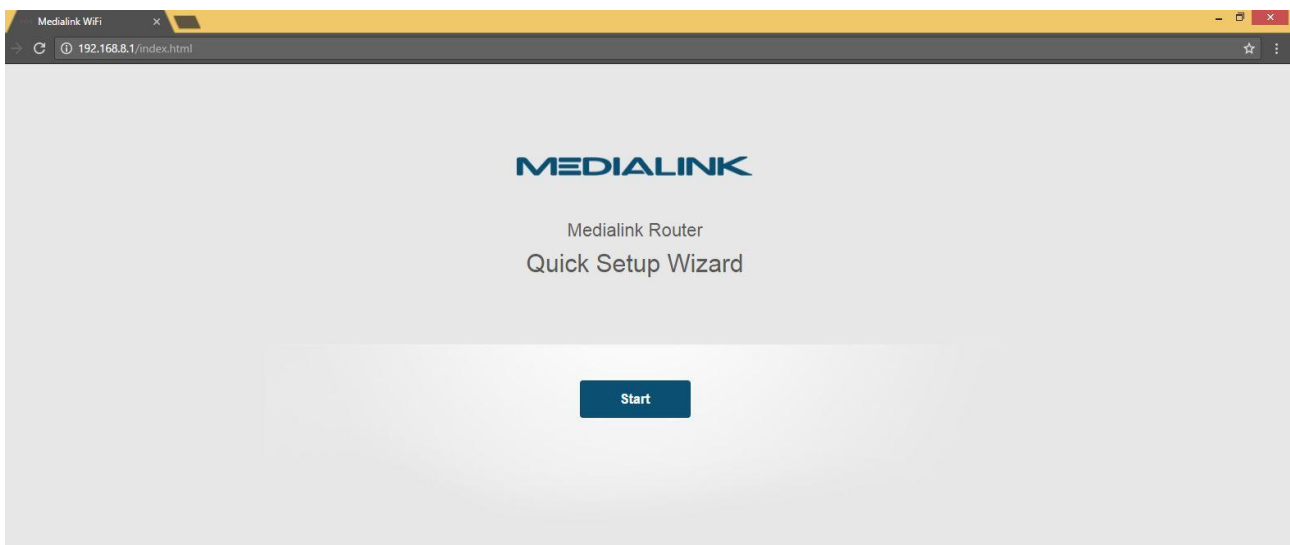 Medialink WiFi
192.168.8.1/index.html
MEDIALINK
Medialink Router
Quick Setup Wizard
Start